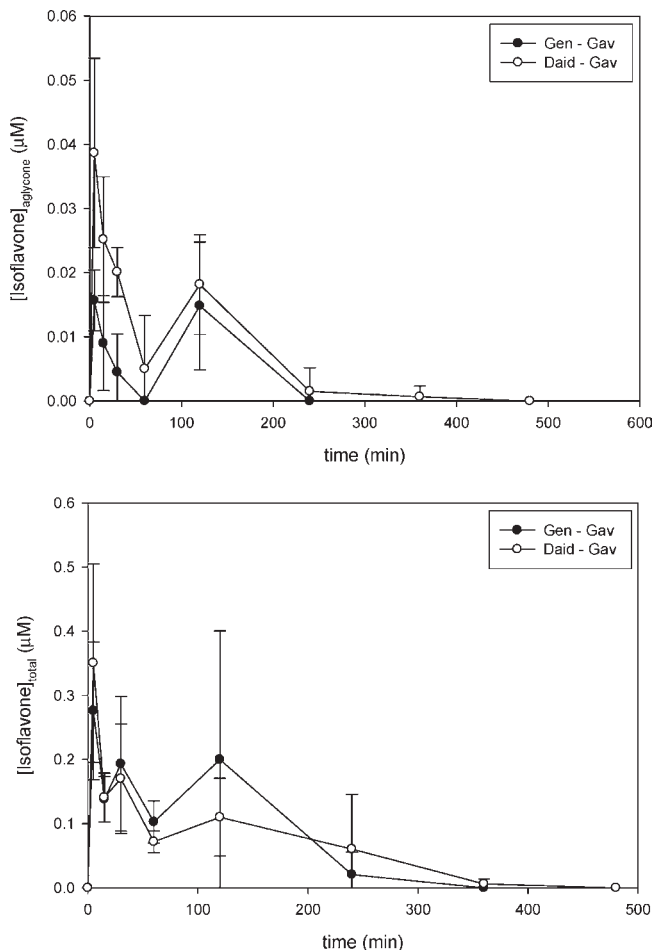 0.06
0.05
0.04
0.03
0.02
0.01
0.00
[Isoflavone]aglycone (μM)
Gen - Gav
Daid - Gav
0 100 200 300 400 500 600
time (min)
0.6
0.5
0.4
0.3
0.2
0.1
0.0
[Isoflavone]total (μM)
Gen - Gav
Daid - Gav
0 100 200 300 400 500
time (min)